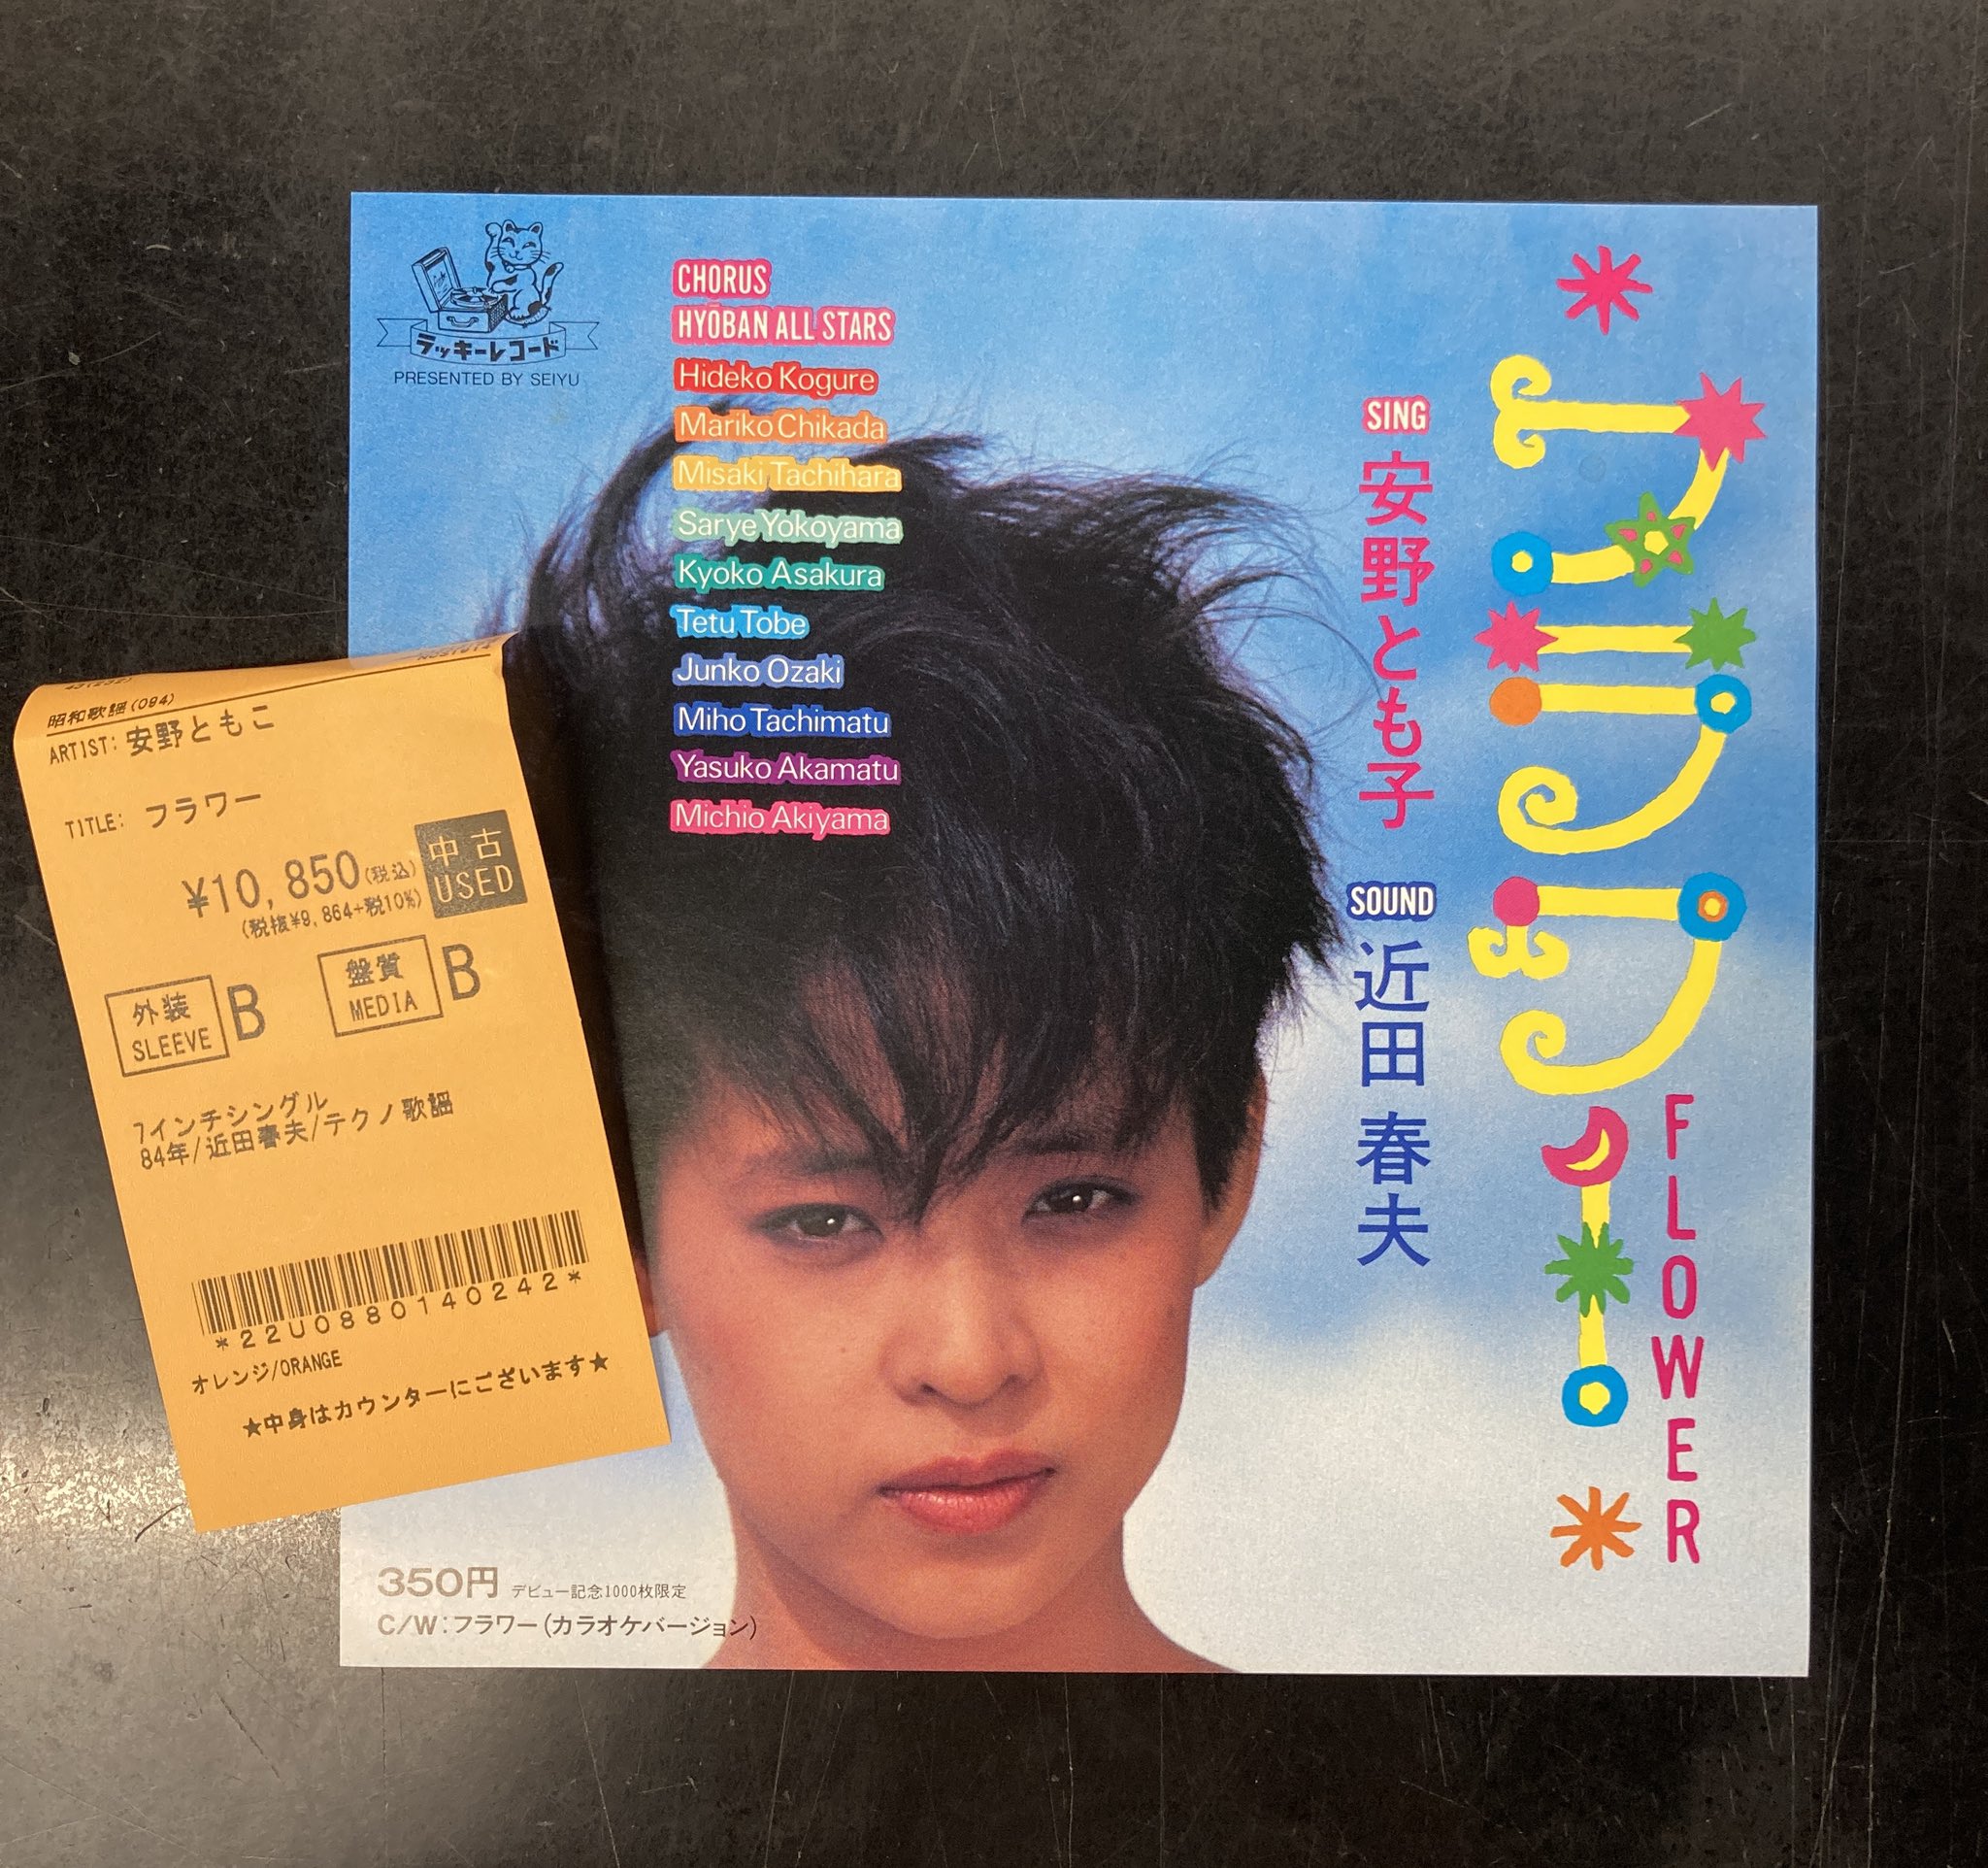 ラッキーレコード
PRESENTED BY SEIYU
CHORUS
HYŌBAN ALL STARS
Hideko Kogure
Mariko Chikada
Misaki Tachihara
Sarye Yokoyama
Kyoko Asakura
Tetu Tobe
Junko Ozaki
Miho Tachimatu
Yasuko Akamatu
Michio Akiyama
フラワー
FLOWER
SING
安野とも子
SOUND
近田春夫
350円 デビュー記念1000枚限定
C/W:フラワー(カラオケバージョン)
昭和歌謡(094)
ARTIST: 安野ともこ
TITLE: フラワー
¥10,850(税込)
(税抜¥9,864+税10%)
中古
USED
外装
SLEEVE
B
盤質
MEDIA
B
7インチシングル
84年/近田春夫/テクノ歌謡
*22U0880140242*
オレンジ/ORANGE
★中身はカウンターにございます★